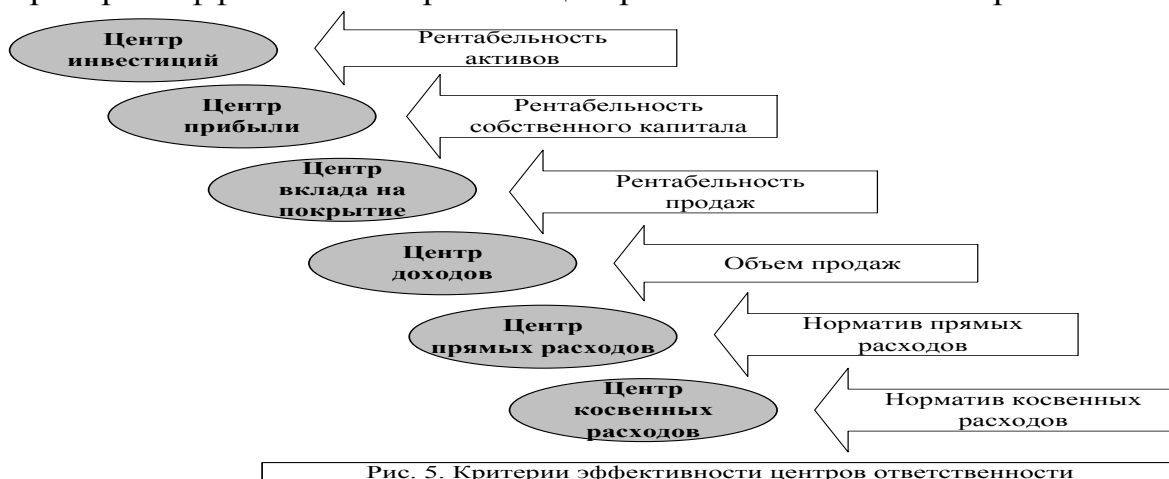 Центр
инвестиций
Рентабельность
активов
Центр
прибыли
Рентабельность
собственного капитала
Центр
вклада на
покрытие
Рентабельность
продаж
Центр
доходов
Объем продаж
Центр
прямых расходов
Норматив прямых
расходов
Центр
косвенных
расходов
Норматив косвенных
расходов
Рис. 5. Критерии эффективности центров ответственности